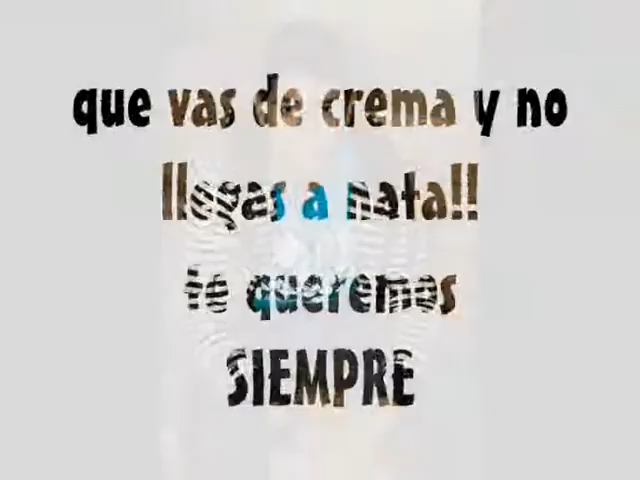 que vas de crema y no
llegas a nata!!
te queremos
SIEMPRE